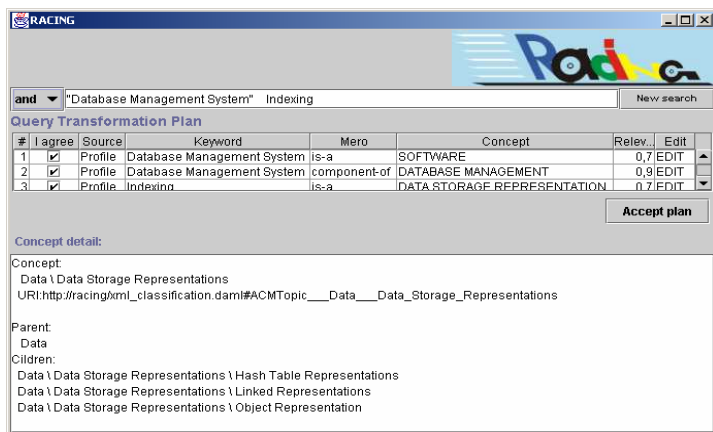 RACING
Racing
and "Database Management System" Indexing New search
Query Transformation Plan
# I agree Source Keyword Mero Concept Relev... Edit
1 Profile Database Management System is-a SOFTWARE 0,7 EDIT
2 Profile Database Management System component-of DATABASE MANAGEMENT 0,9 EDIT
3 Profile Indexing is-a DATA STORAGE REPRESENTATION 0,7 EDIT
Accept plan
Concept detail:
Concept:
Data \ Data Storage Representations
URI:http://racing/xml_classification.daml#ACMTopic___Data___Data_Storage_Representations
Parent:
Data
Cildren:
Data \ Data Storage Representations \ Hash Table Representations
Data \ Data Storage Representations \ Linked Representations
Data \ Data Storage Representations \ Object Representation